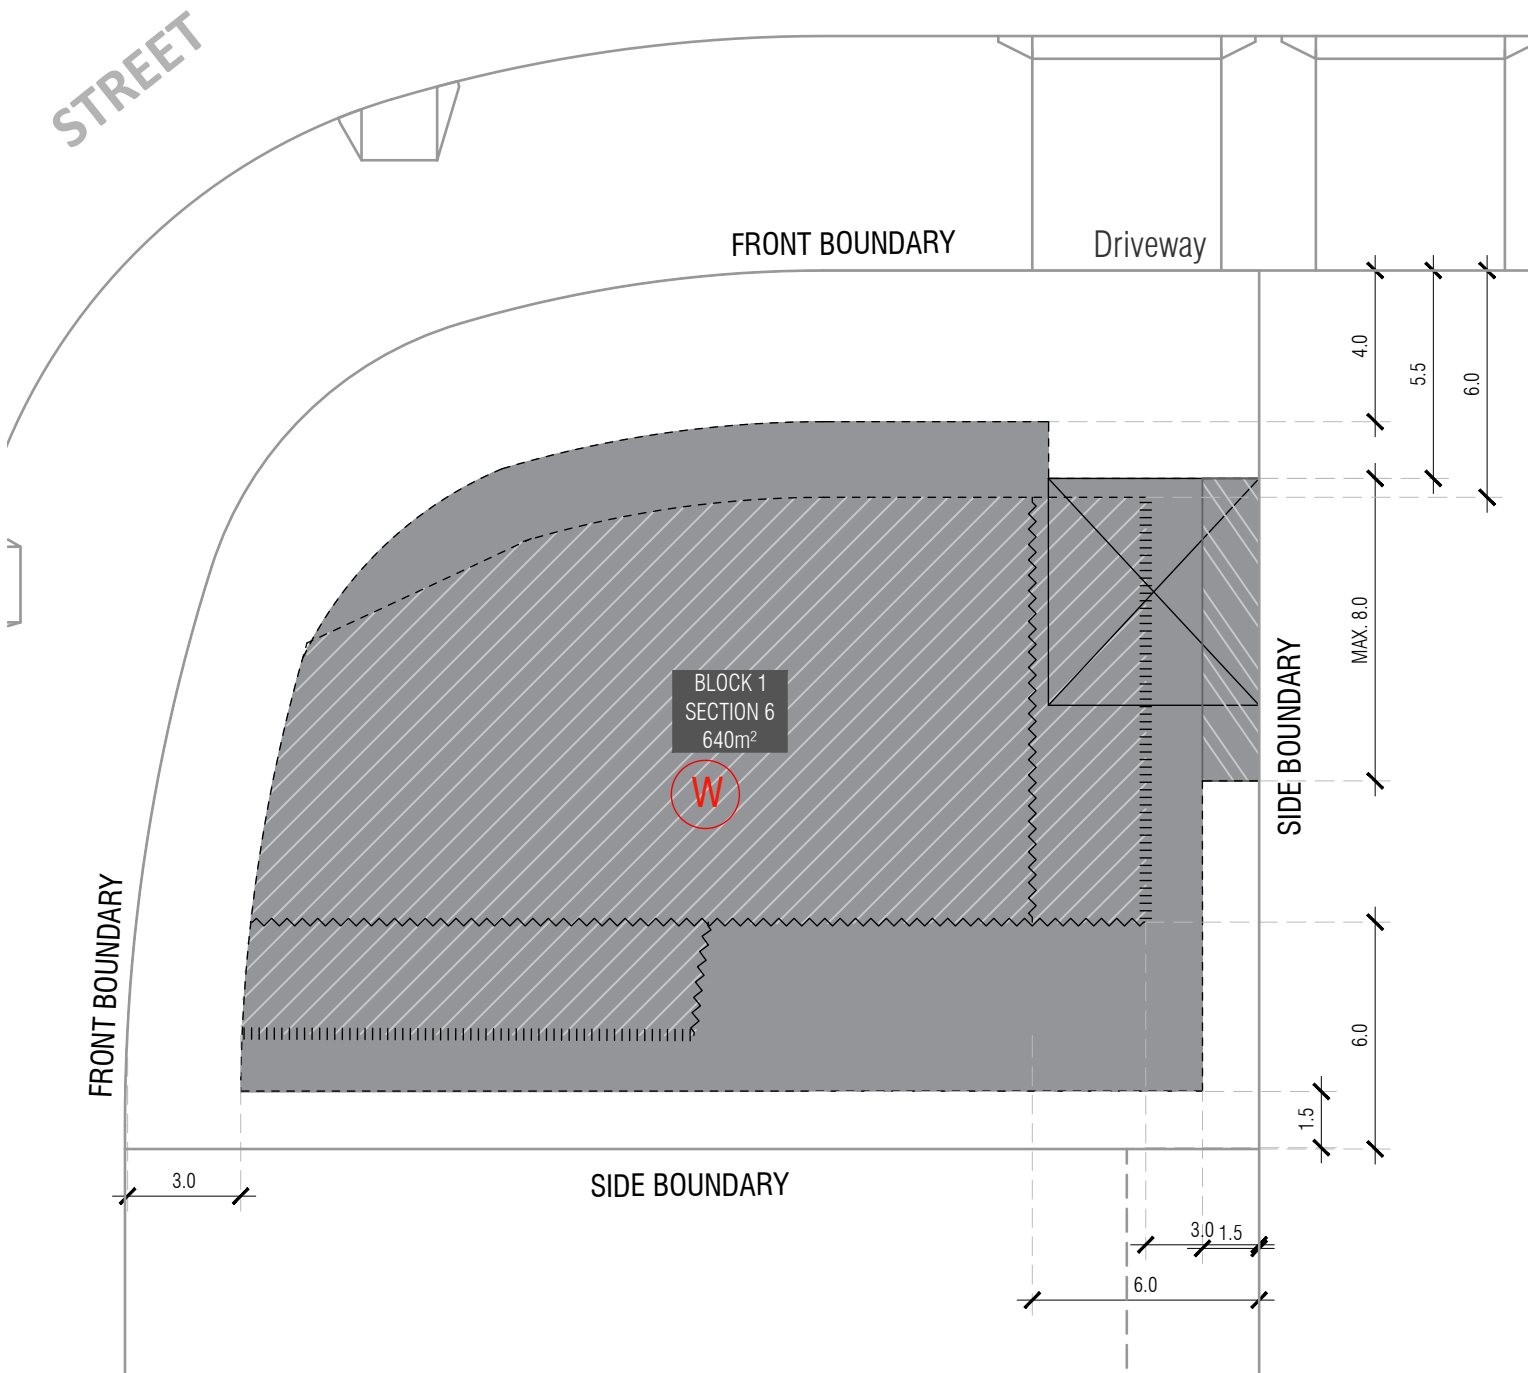 STREET
FRONT BOUNDARY
Driveway
4.0
5.5
6.0
MAX. 8.0
BLOCK 1
SECTION 6
640m²
W
SIDE BOUNDARY
FRONT BOUNDARY
6.0
1.5
3.0
SIDE BOUNDARY
3.0
1.5
6.0